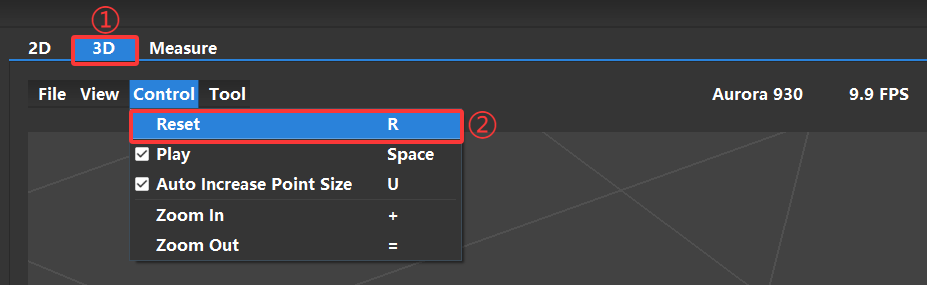 ①
2D 3D Measure
File View Control Tool Aurora 930 9.9 FPS
Reset R ②
Play Space
Auto Increase Point Size U
Zoom In +
Zoom Out =